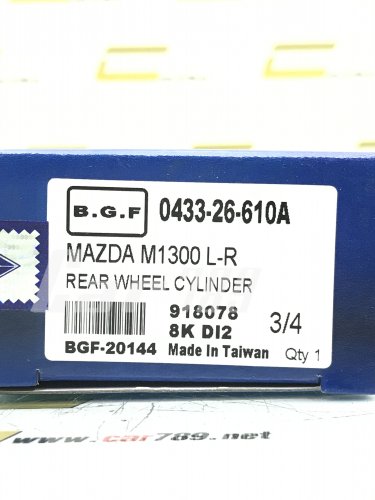 B.G.F 0433-26-610A
MAZDA M1300 L-R
REAR WHEEL CYLINDER
918078
8K DI2 3/4
BGF-20144 Made In Taiwan Qty 1
www.car789.net